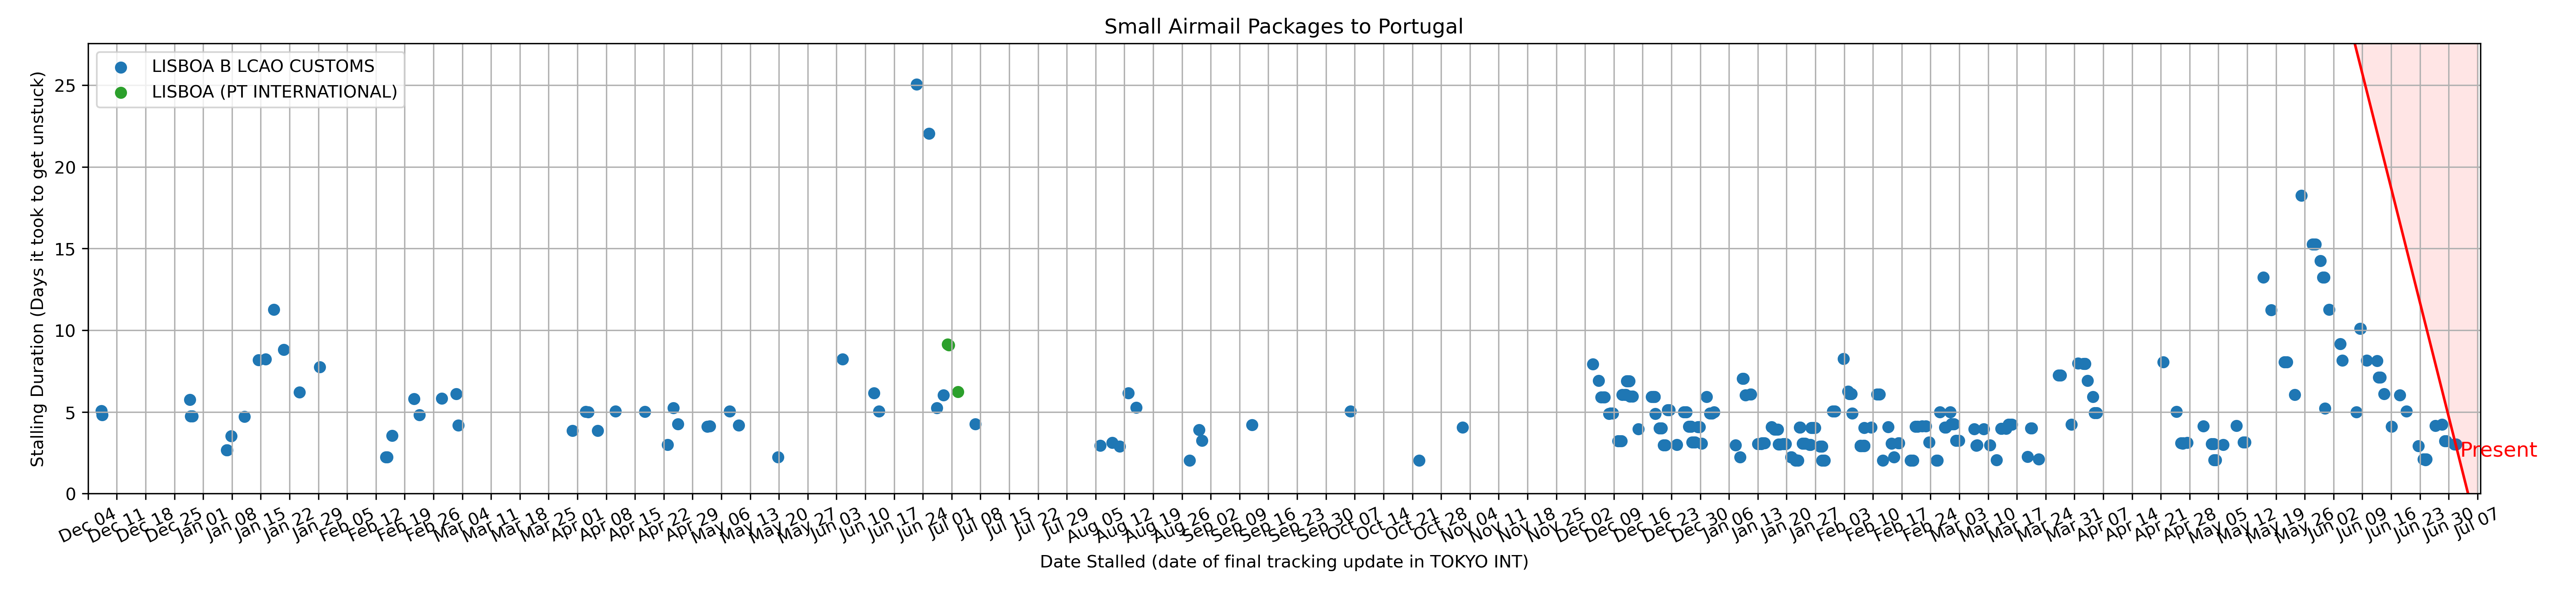 Small Airmail Packages to Portugal
LISBOA B LCAO CUSTOMS
LISBOA (PT INTERNATIONAL)
Stalling Duration (Days it took to get unstuck)
25
20
15
10
5
0
Present
Dec 04 Dec 11 Dec 18 Dec 25 Jan 01 Jan 08 Jan 15 Jan 22 Jan 29 Feb 05 Feb 12 Feb 19 Feb 26 Mar 04 Mar 11 Mar 18 Mar 25 Apr 01 Apr 08 Apr 15 Apr 22 Apr 29 May 06 May 13 May 20 May 27 Jun 03 Jun 10 Jun 17 Jun 24 Jul 01 Jul 08 Jul 15 Jul 22 Jul 29 Aug 05 Aug 12 Aug 19 Aug 26 Sep 02 Sep 09 Sep 16 Sep 23 Sep 30 Oct 07 Oct 14 Oct 21 Oct 28 Nov 04 Nov 11 Nov 18 Nov 25 Dec 02 Dec 09 Dec 16 Dec 23 Dec 30 Jan 06 Jan 13 Jan 20 Jan 27 Feb 03 Feb 10 Feb 17 Feb 24 Mar 03 Mar 10 Mar 17 Mar 24 Mar 31 Apr 07 Apr 14 Apr 21 Apr 28 May 05 May 12 May 19 May 26 Jun 02 Jun 09 Jun 16 Jun 23 Jun 30 Jul 07
Date Stalled (date of final tracking update in TOKYO INT)